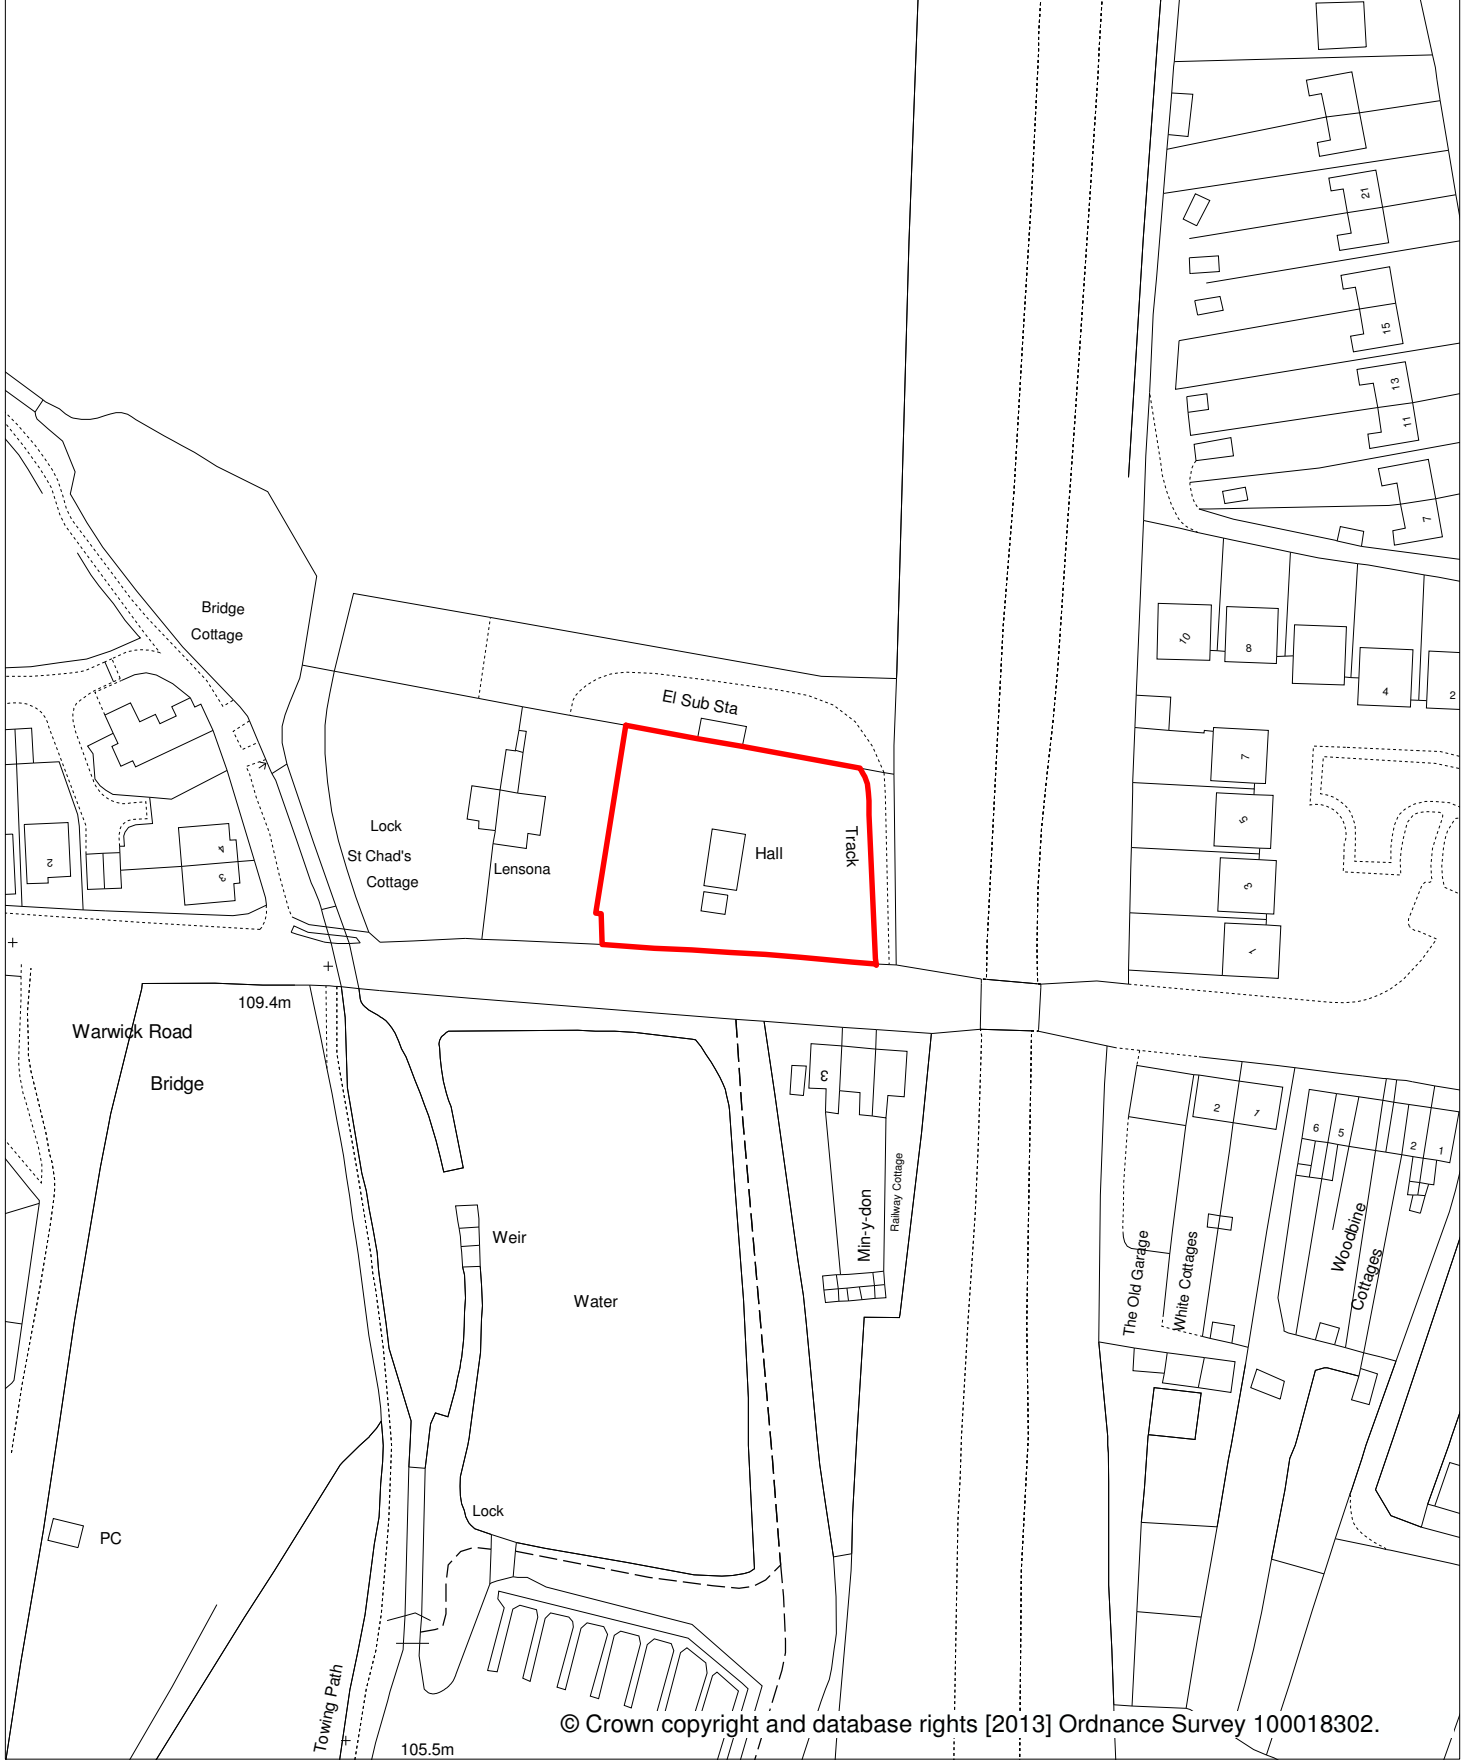 21
15
13
11
7
Bridge
Cottage
10
8
4
2
El Sub Sta
7
5
3
1
Lock
St Chad's
Cottage
Lensona
Hall
Track
2
4
3
109.4m
Warwick Road
Bridge
3
Min-y-don
Railway Cottage
2
1
6
5
2
1
The Old Garage
White Cottages
Woodbine
Cottages
Weir
Water
Lock
PC
Towing Path
105.5m
© Crown copyright and database rights [2013] Ordnance Survey 100018302.